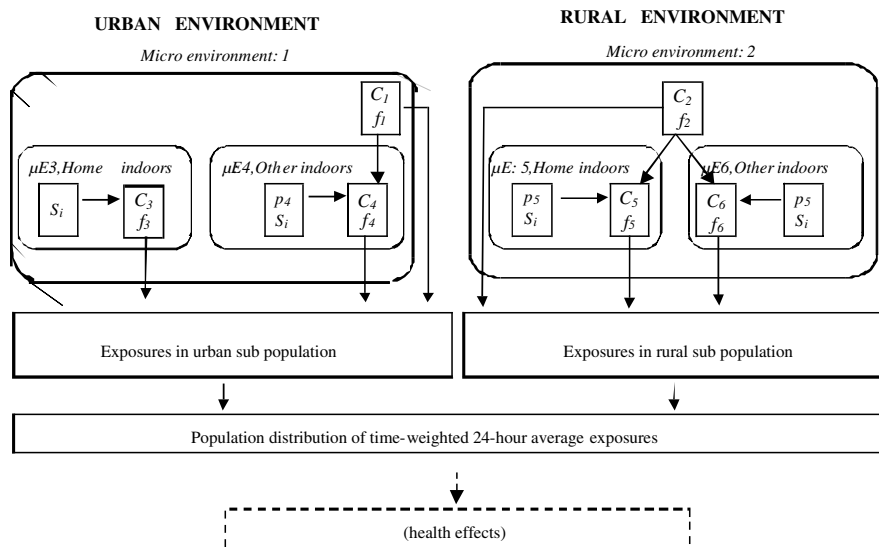 URBAN ENVIRONMENT
Micro environment: 1
C1
f1
μE3,Home indoors
Si
C3
f3
μE4,Other indoors
p4
Si
C4
f4
RURAL ENVIRONMENT
Micro environment: 2
C2
f2
μE: 5,Home indoors
p5
Si
C5
f5
μE6,Other indoors
C6
f6
p5
Si
Exposures in urban sub population
Exposures in rural sub population
Population distribution of time-weighted 24-hour average exposures
(health effects)